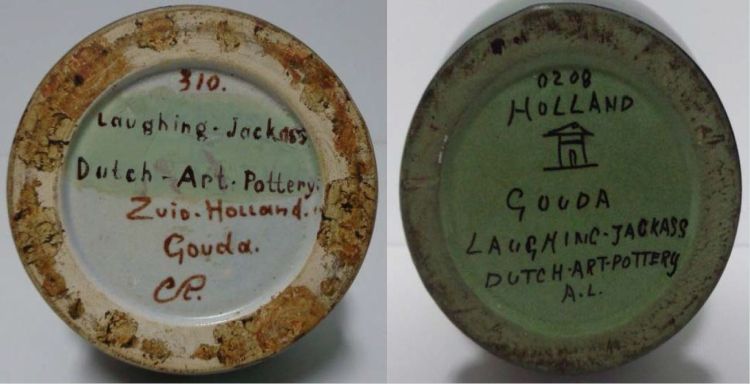 310.
Laughing-Jackass
Dutch-Art-Pottery.
Zuid-Holland.
Gouda.
CR.
0208
HOLLAND
GOUDA
LAUGHING-JACKASS
DUTCH-ART-POTTERY
A.L.